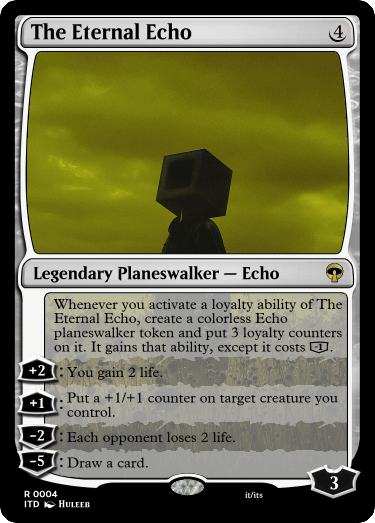 The Eternal Echo 4
Legendary Planeswalker — Echo
Whenever you activate a loyalty ability of The
Eternal Echo, create a colorless Echo
planeswalker token and put 3 loyalty counters
on it. It gains that ability, except it costs -1.
+2: You gain 2 life.
+1: Put a +1/+1 counter on target creature you
control.
-2: Each opponent loses 2 life.
-5: Draw a card.
3
R 0004
ITD Huleeb
it/its